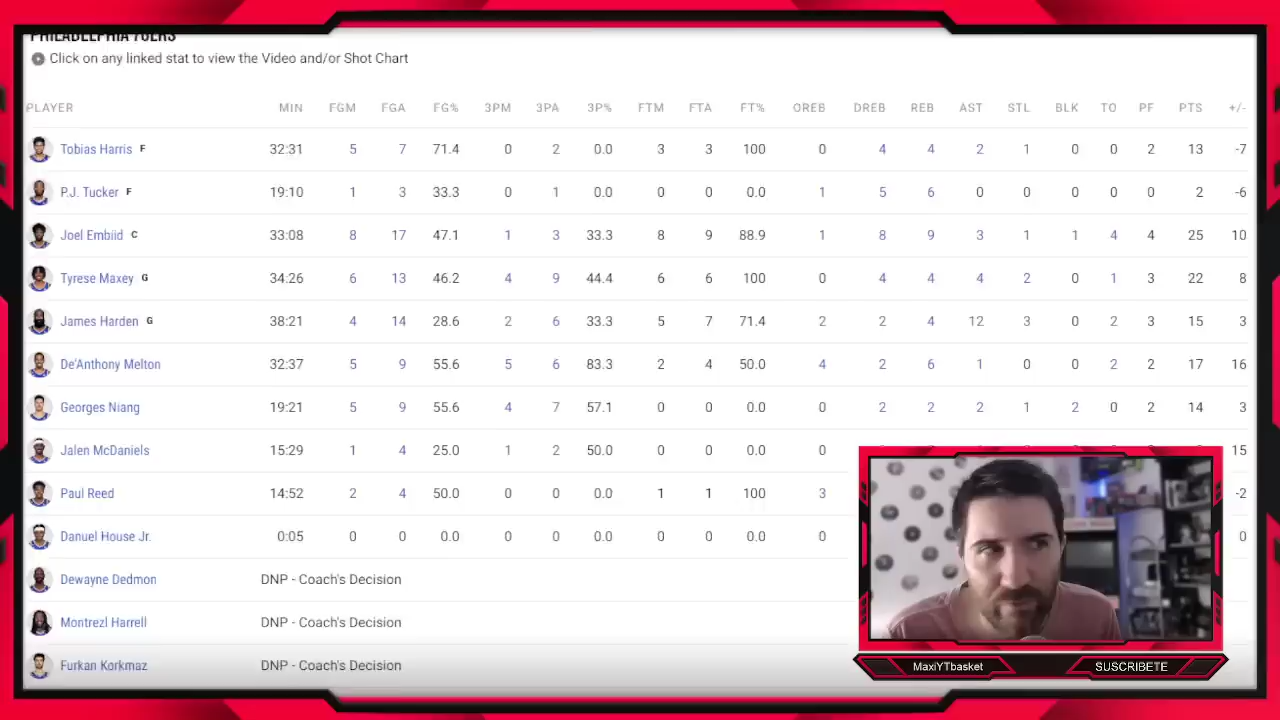 PHILADELPHIA 76ERS
Click on any linked stat to view the Video and/or Shot Chart
PLAYER MIN FGM FGA FG% 3PM 3PA 3P% FTM FTA FT% OREB DREB REB AST STL BLK TO PF PTS +/-
Tobias Harris F 32:31 5 7 71.4 0 2 0.0 3 3 100 0 4 4 2 1 0 0 2 13 -7
P.J. Tucker F 19:10 1 3 33.3 0 1 0.0 0 0 0.0 1 5 6 0 0 0 0 0 2 -6
Joel Embiid C 33:08 8 17 47.1 1 3 33.3 8 9 88.9 1 8 9 3 1 1 4 4 25 10
Tyrese Maxey G 34:26 6 13 46.2 4 9 44.4 6 6 100 0 4 4 4 2 0 1 3 22 8
James Harden G 38:21 4 14 28.6 2 6 33.3 5 7 71.4 2 2 4 12 3 0 2 3 15 3
De'Anthony Melton 32:37 5 9 55.6 5 6 83.3 2 4 50.0 4 2 6 1 0 0 2 2 17 16
Georges Niang 19:21 5 9 55.6 4 7 57.1 0 0 0.0 0 2 2 2 1 2 0 2 14 3
Jalen McDaniels 15:29 1 4 25.0 1 2 50.0 0 0 0.0 0 15
Paul Reed 14:52 2 4 50.0 0 0 0.0 1 1 100 3 -2
Danuel House Jr. 0:05 0 0 0.0 0 0 0.0 0 0 0.0 0 0
Dewayne Dedmon DNP - Coach's Decision
Montrezl Harrell DNP - Coach's Decision
Furkan Korkmaz DNP - Coach's Decision
MaxiYTbasket SUSCRIBETE